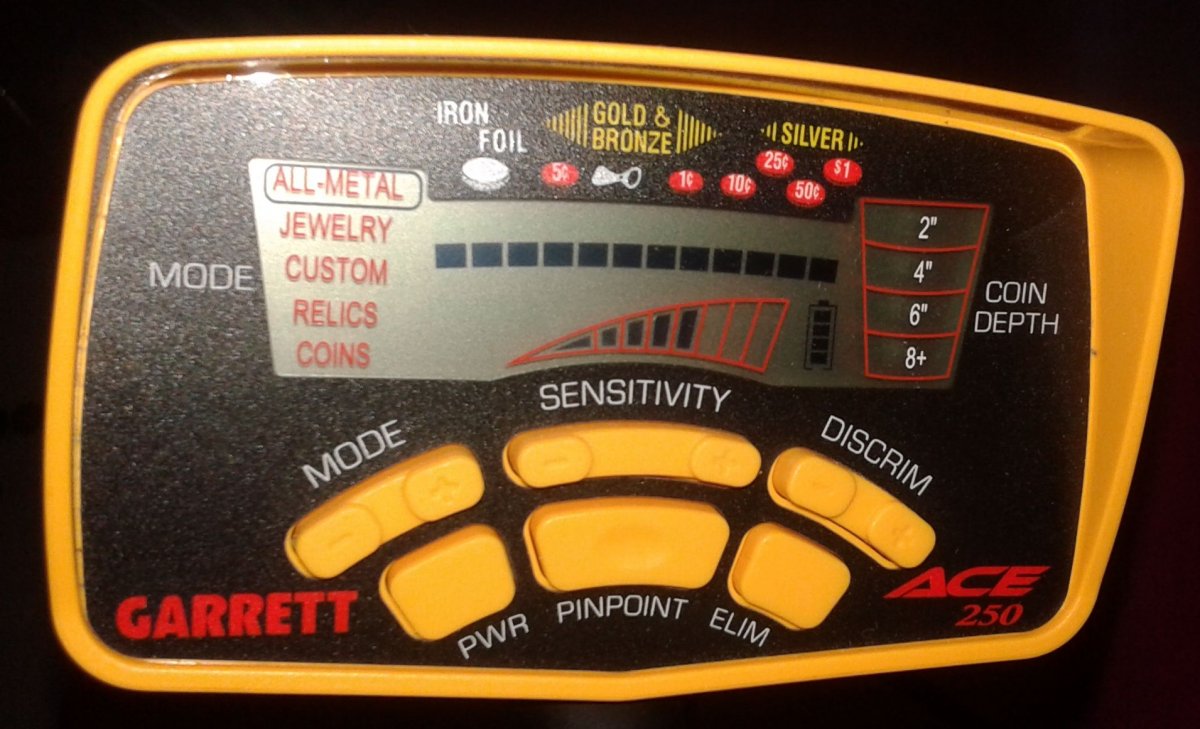 IRON
FOIL
GOLD &
BRONZE
SILVER
5¢
1¢
10¢
25¢
50¢
$1
MODE
ALL-METAL
JEWELRY
CUSTOM
RELICS
COINS
2"
4"
6"
8+
COIN
DEPTH
SENSITIVITY
MODE
DISCRIM
- +
- +
- +
PWR
PINPOINT
ELIM
GARRETT
ACE
250